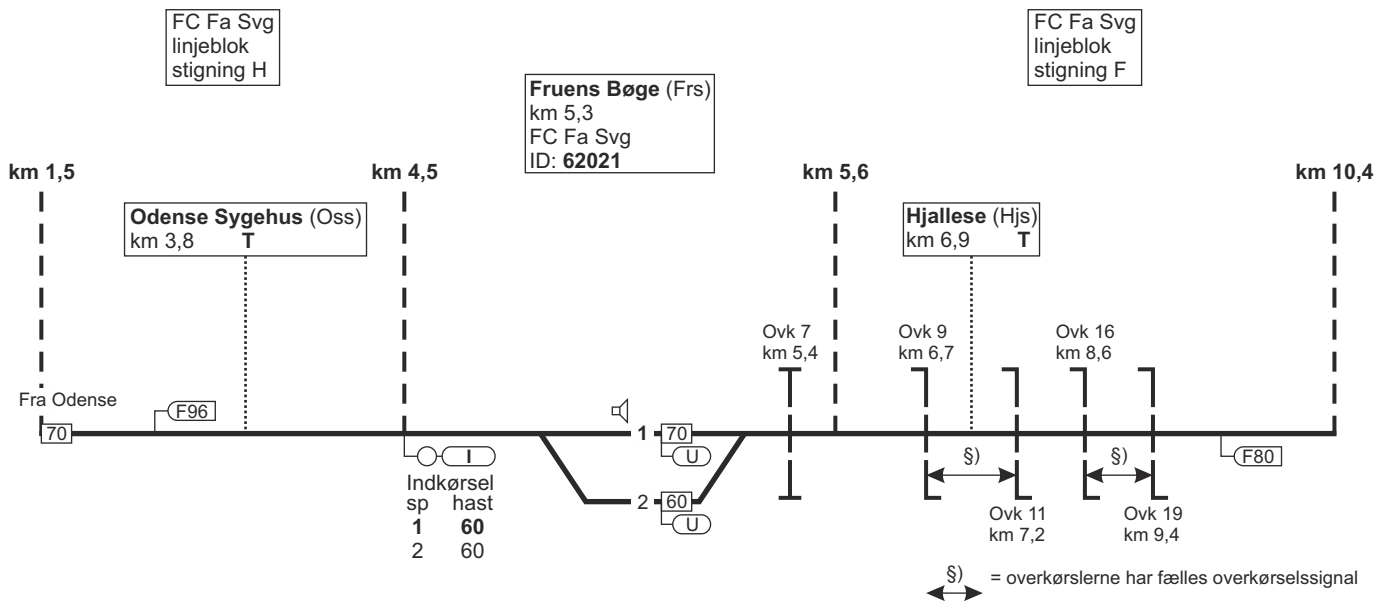 FC Fa Svg
linjeblok
stigning H
FC Fa Svg
linjeblok
stigning F
Fruens Bøge (Frs)
km 5,3
FC Fa Svg
ID: 62021
km 1,5
km 4,5
km 5,6
km 10,4
Odense Sygehus (Oss)
km 3,8 T
Hjallese (Hjs)
km 6,9 T
Ovk 7
km 5,4
Ovk 9
km 6,7
Ovk 16
km 8,6
Fra Odense
F96
70
1 70
U
I
Indkørsel
sp hast
1 60
2 60
2 60
U
§)
§)
F80
Ovk 11
km 7,2
Ovk 19
km 9,4
§) = overkørslerne har fælles overkørselssignal